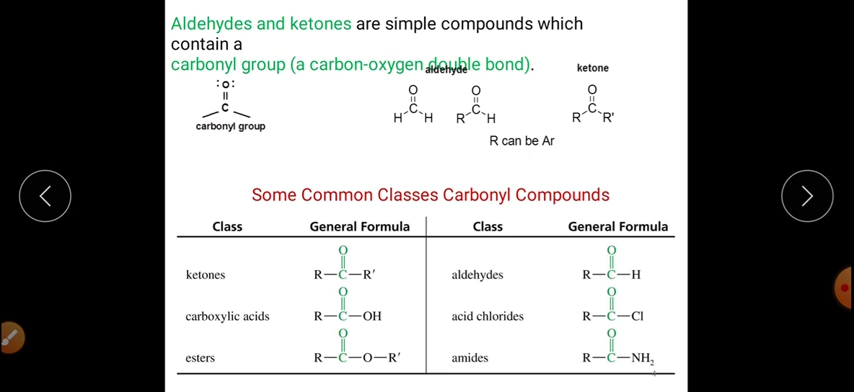 Aldehydes and ketones are simple compounds which
contain a
carbonyl group (a carbon-oxygen double bond).
aldehyde
ketone
:O:
C
carbonyl group
O
H C H
O
R C H
O
R C R'
R can be Ar
Some Common Classes Carbonyl Compounds
Class General Formula Class General Formula
O
ketones R—C—R′
O
aldehydes R—C—H
O
carboxylic acids R—C—OH
O
acid chlorides R—C—Cl
O
esters R—C—O—R′
O
amides R—C—NH₂
4